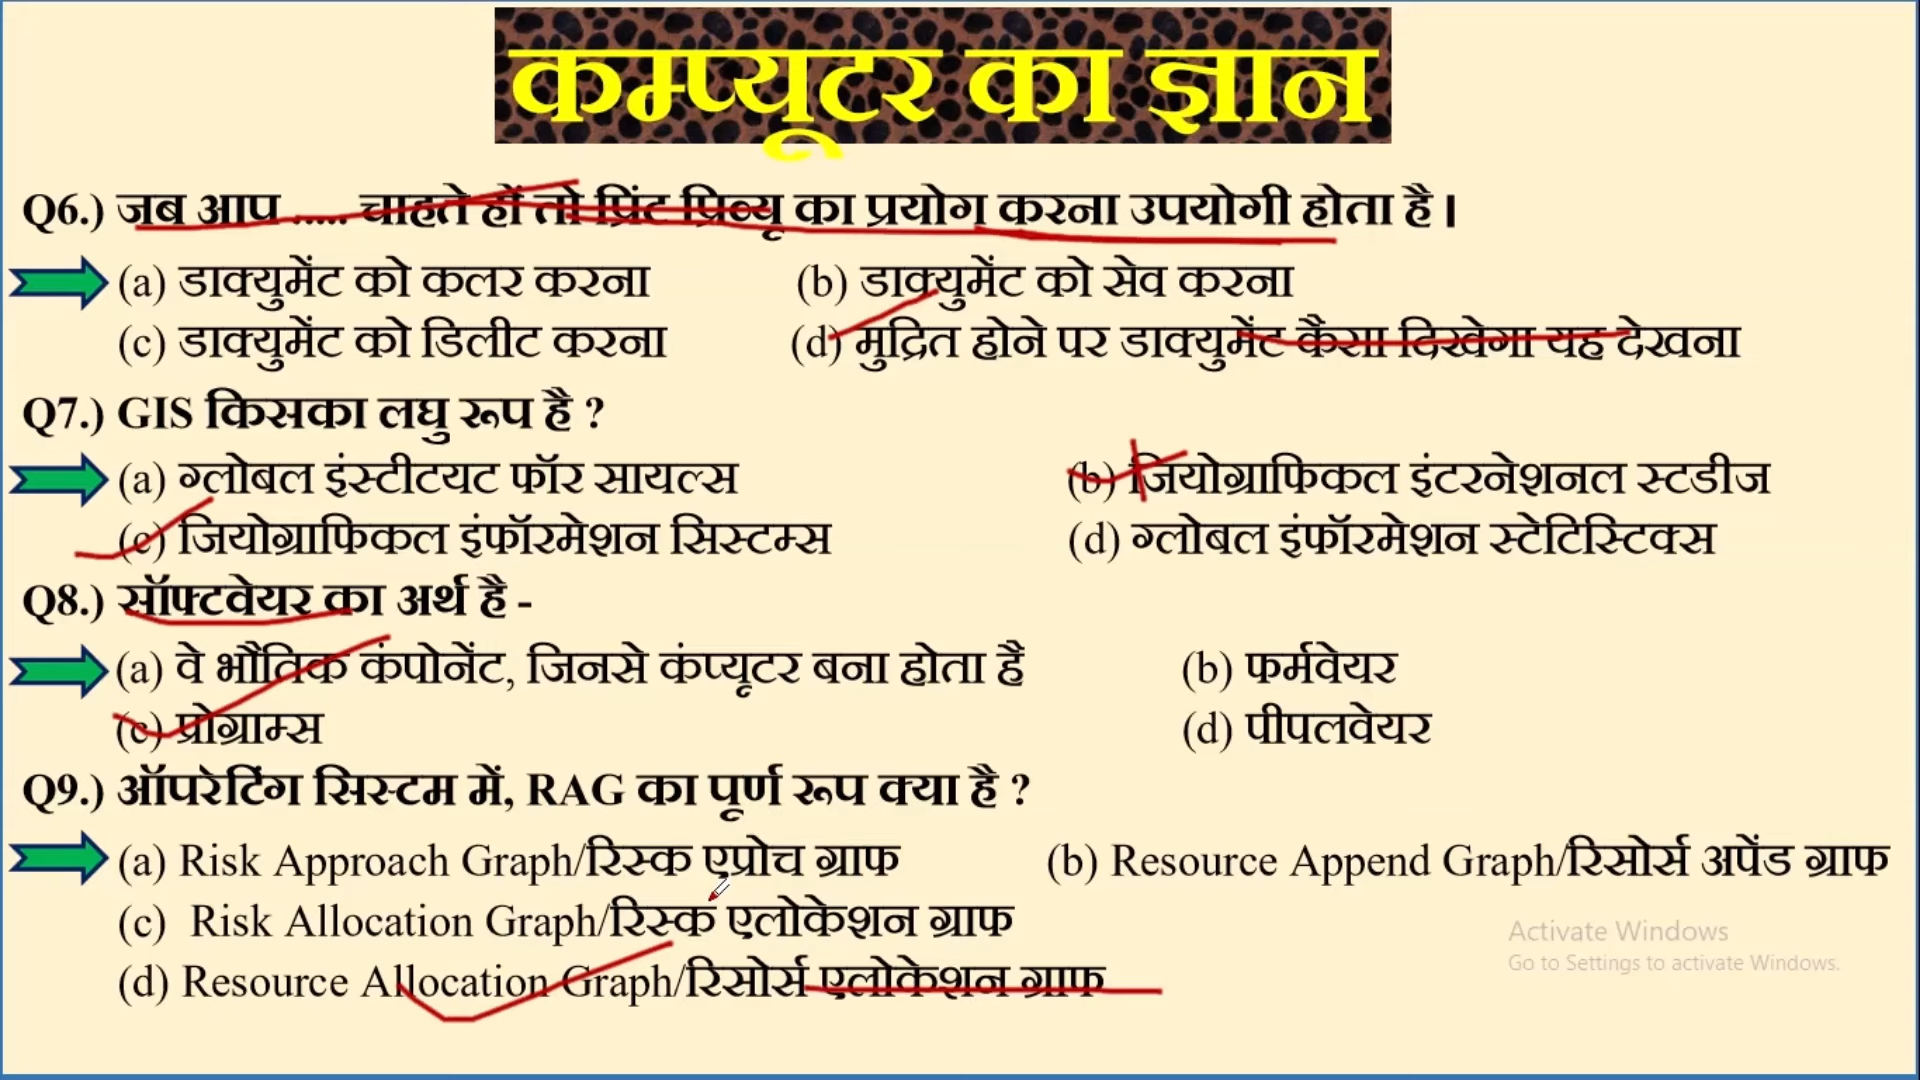 कम्प्यूटर का ज्ञान
Q6.) जब आप ..... चाहते हों तो प्रिंट प्रिव्यू का प्रयोग करना उपयोगी होता है।
(a) डाक्युमेंट को कलर करना (b) डाक्युमेंट को सेव करना
(c) डाक्युमेंट को डिलीट करना (d) मुद्रित होने पर डाक्युमेंट कैसा दिखेगा यह देखना
Q7.) GIS किसका लघु रूप है ?
(a) ग्लोबल इंस्टीटयट फॉर सायल्स (b) जियोग्राफिकल इंटरनेशनल स्टडीज
(c) जियोग्राफिकल इंफॉरमेशन सिस्टम्स (d) ग्लोबल इंफॉरमेशन स्टेटिस्टिक्स
Q8.) सॉफ्टवेयर का अर्थ है -
(a) वे भौतिक कंपोनेंट, जिनसे कंप्यूटर बना होता है (b) फर्मवेयर
(c) प्रोग्राम्स (d) पीपलवेयर
Q9.) ऑपरेटिंग सिस्टम में, RAG का पूर्ण रूप क्या है ?
(a) Risk Approach Graph/रिस्क एप्रोच ग्राफ (b) Resource Append Graph/रिसोर्स अपेंड ग्राफ
(c) Risk Allocation Graph/रिस्क एलोकेशन ग्राफ
(d) Resource Allocation Graph/रिसोर्स एलोकेशन ग्राफ
Activate Windows
Go to Settings to activate Windows.